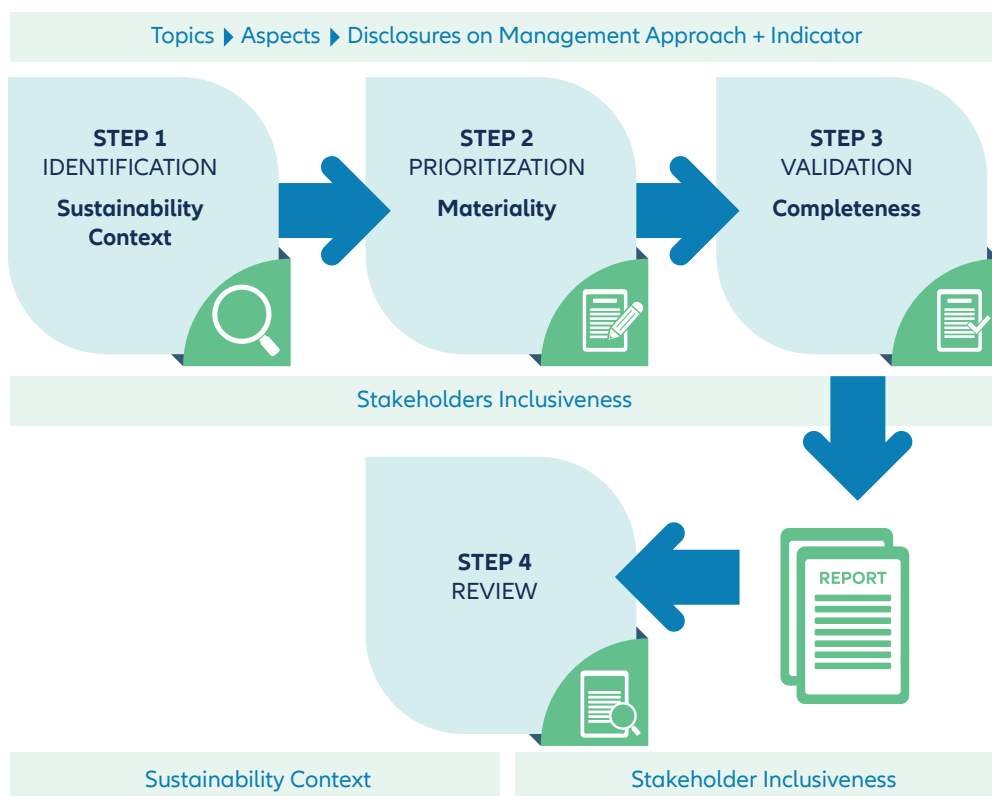 Topics ▶ Aspects ▶ Disclosures on Management Approach + Indicator
STEP 1
IDENTIFICATION
Sustainability
Context
STEP 2
PRIORITIZATION
Materiality
STEP 3
VALIDATION
Completeness
Stakeholders Inclusiveness
STEP 4
REVIEW
REPORT
Sustainability Context
Stakeholder Inclusiveness